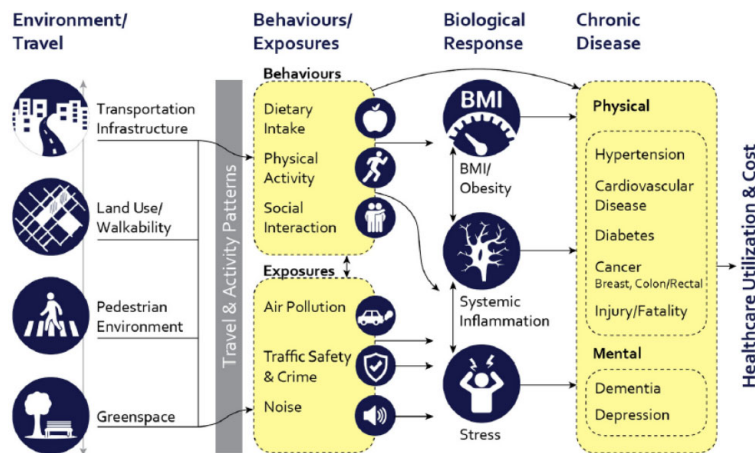 Environment/
Travel
Behaviours/
Exposures
Biological
Response
Chronic
Disease
Transportation
Infrastructure
Land Use/
Walkability
Pedestrian
Environment
Greenspace
Travel & Activity Patterns
Behaviours
Dietary
Intake
Physical
Activity
Social
Interaction
Exposures
Air Pollution
Traffic Safety
& Crime
Noise
BMI
BMI/
Obesity
Systemic
Inflammation
Stress
Physical
Hypertension
Cardiovascular
Disease
Diabetes
Cancer
Breast, Colon/Rectal
Injury/Fatality
Mental
Dementia
Depression
Healthcare Utilization & Cost